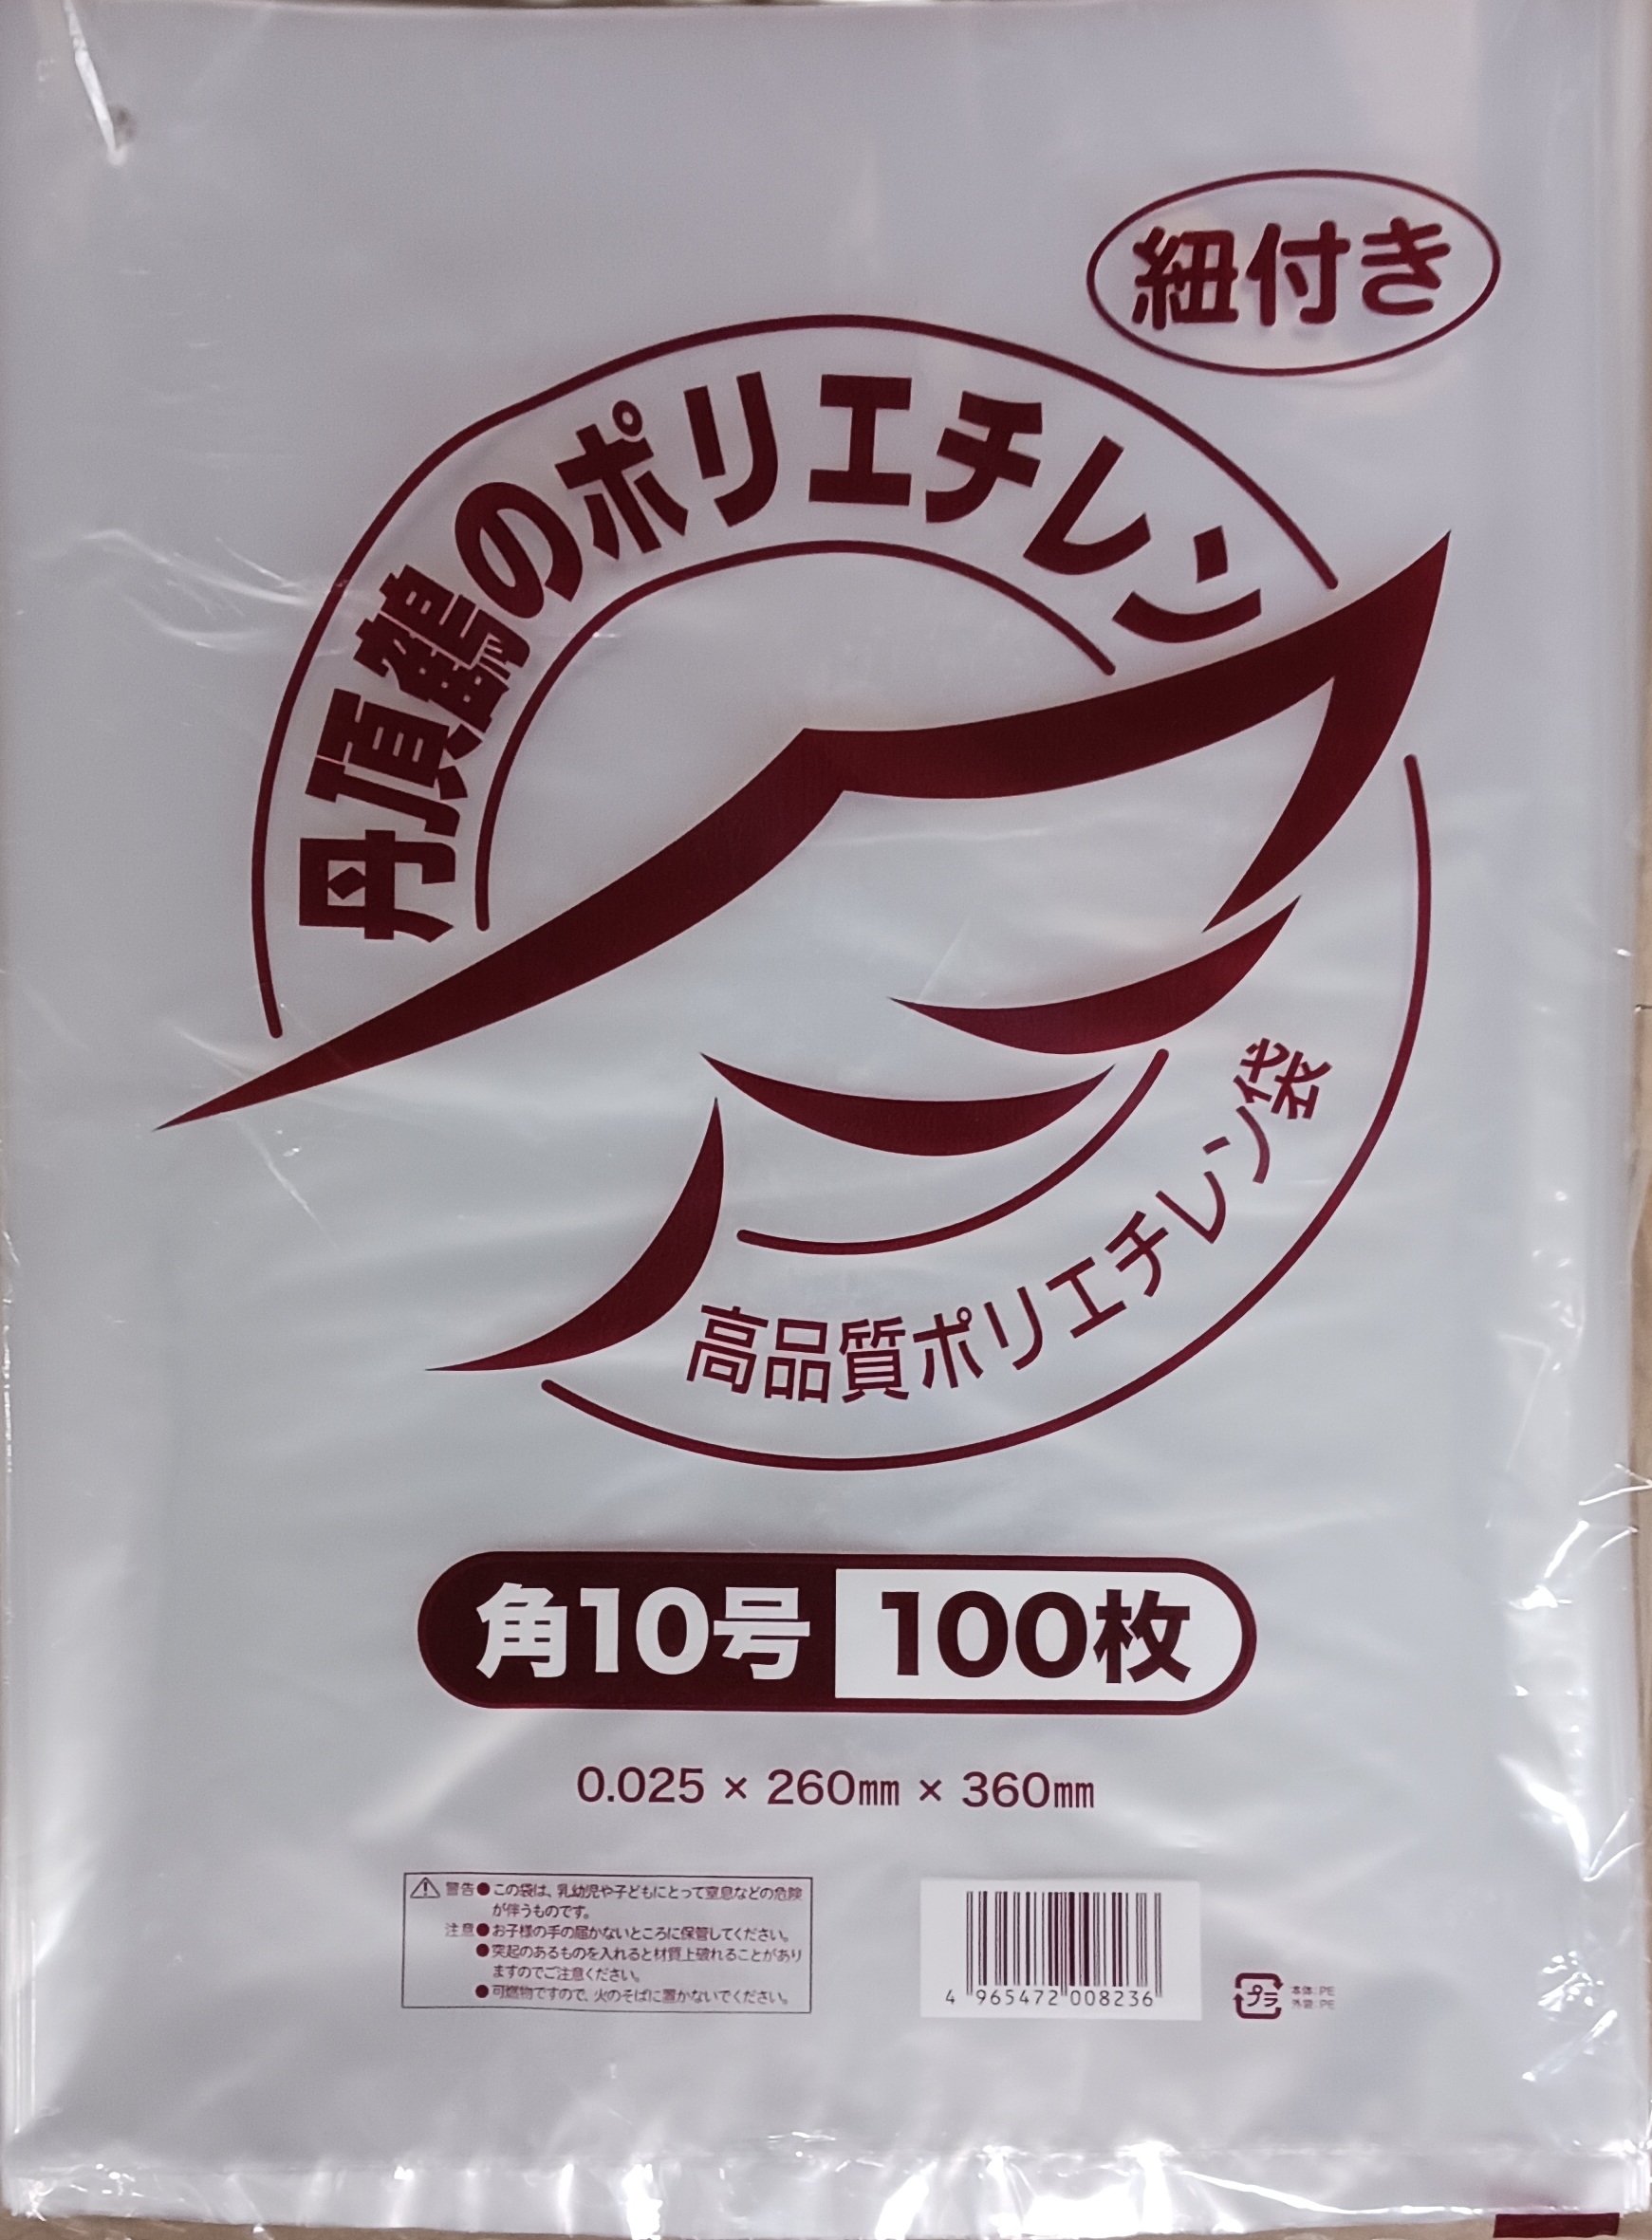 紐付き
丹頂鶴のポリエチレン
高品質ポリエチレン袋
角10号 100枚
0.025 × 260㎜ × 360㎜
警告●この袋は、乳幼児や子どもにとって窒息などの危険
が伴うものです。
注意●お子様の手の届かないところに保管してください。
●突起のあるものを入れると材質上破れることがあり
ますのでご注意ください。
●可燃物ですので、火のそばに置かないでください。
4 965472 008236
プラ
本体:PE
外袋:PE